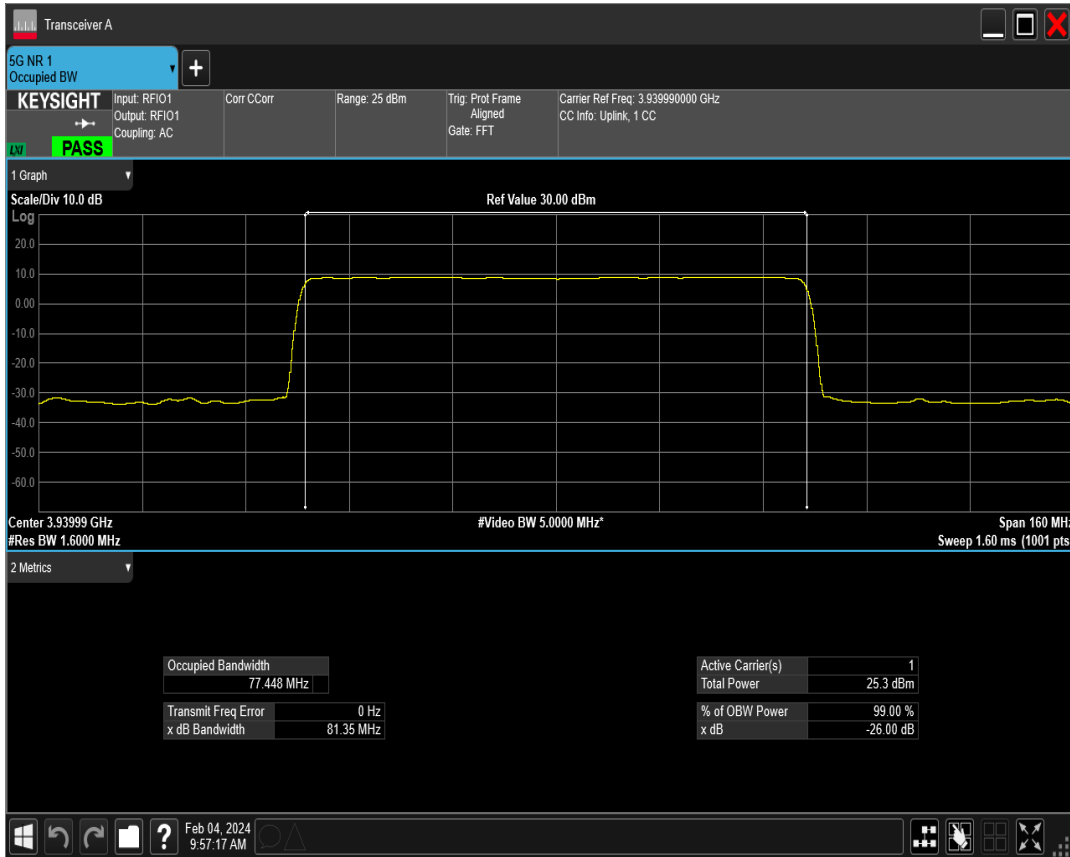 Transceiver A
5G NR 1
Occupied BW
+
KEYSIGHT
LXI
PASS
Input: RFIO1
Output: RFIO1
Coupling: AC
Corr CCorr
Range: 25 dBm
Trig: Prot Frame
Aligned
Gate: FFT
Carrier Ref Freq: 3.939990000 GHz
CC Info: Uplink, 1 CC
1 Graph
Scale/Div 10.0 dB
Ref Value 30.00 dBm
Log
20.0
10.0
0.00
-10.0
-20.0
-30.0
-40.0
-50.0
-60.0
Center 3.93999 GHz
#Video BW 5.0000 MHz*
Span 160 MHz
#Res BW 1.6000 MHz
Sweep 1.60 ms (1001 pts
2 Metrics
Occupied Bandwidth
77.448 MHz
Transmit Freq Error 0 Hz
x dB Bandwidth 81.35 MHz
Active Carrier(s) 1
Total Power 25.3 dBm
% of OBW Power 99.00 %
x dB -26.00 dB
?
Feb 04, 2024
9:57:17 AM